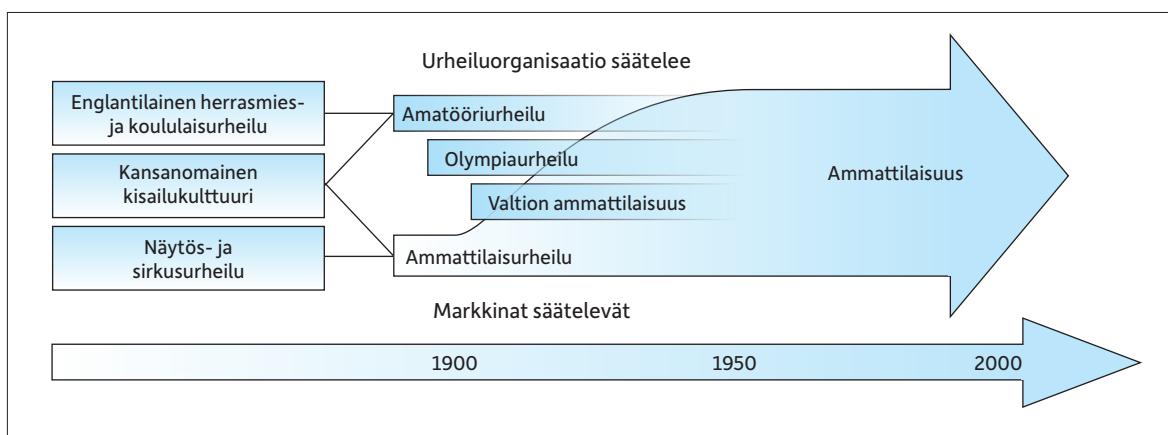 Urheiluorganisaatio säätelee
Englantilainen herrasmies-
ja koululaisurheilu
Kansanomainen
kisailukulttuuri
Näytös- ja
sirkusurheilu
Amatööriurheilu
Olympiaurheilu
Valtion ammattilaisuus
Ammattilaisurheilu
Ammattilaisuus
Markkinat säätelevät
1900 1950 2000